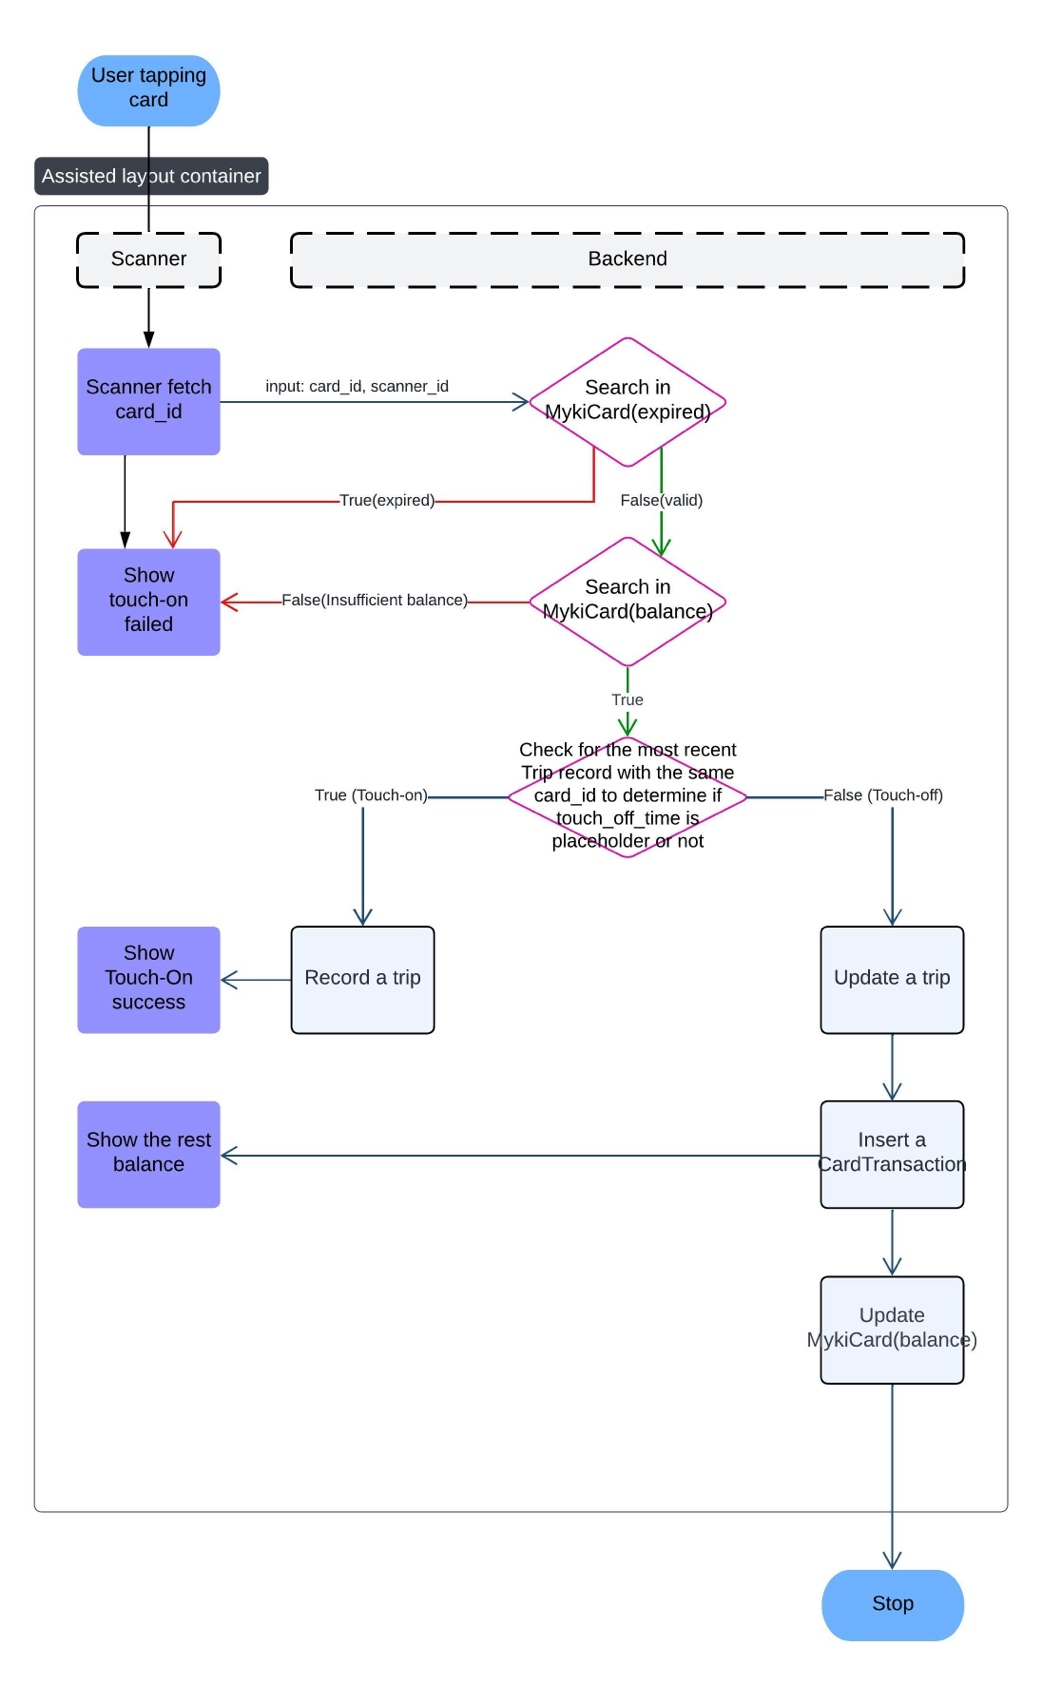 User tapping
card
Assisted layout container
Scanner
Backend
Scanner fetch
card_id
input: card_id, scanner_id
Search in
MykiCard(expired)
True(expired)
False(valid)
Show
touch-on
failed
False(Insufficient balance)
Search in
MykiCard(balance)
True
Check for the most recent
Trip record with the same
card_id to determine if
touch_off_time is
placeholder or not
True (Touch-on)
False (Touch-off)
Show
Touch-On
success
Record a trip
Update a trip
Show the rest
balance
Insert a
CardTransaction
Update
MykiCard(balance)
Stop